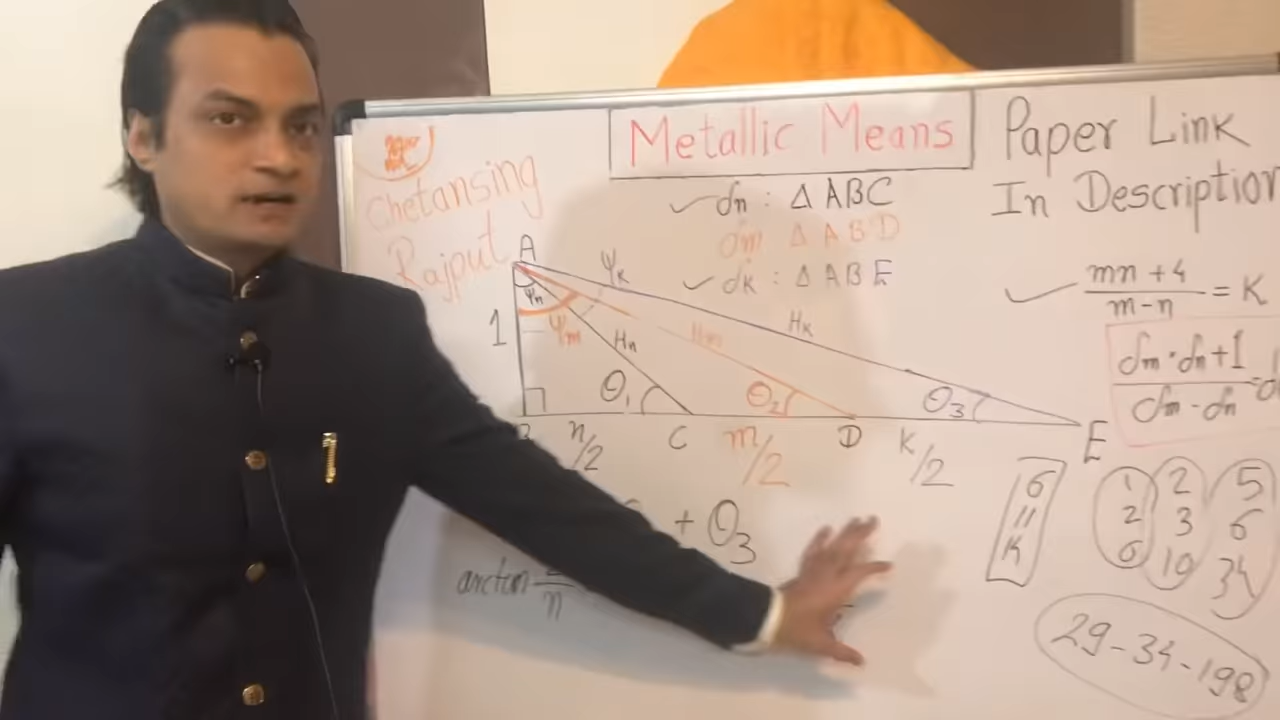 Metallic Means
Paper Link
In Description
Chetansing
Rajput
δn : Δ ABC
δm Δ ABD
δk : Δ ABE
mn + 4
m - n
= K
δm · δn + 1
δm - δn
=
A
Ψn
Ψm
Ψk
1
Hn
Hm
Hk
Θ1
Θ2
Θ3
n/2
C
m/2
D
K/2
E
+ Θ3
arctan
n
6
11
K
1 2 5
2 3 6
6 10 34
29-34-198